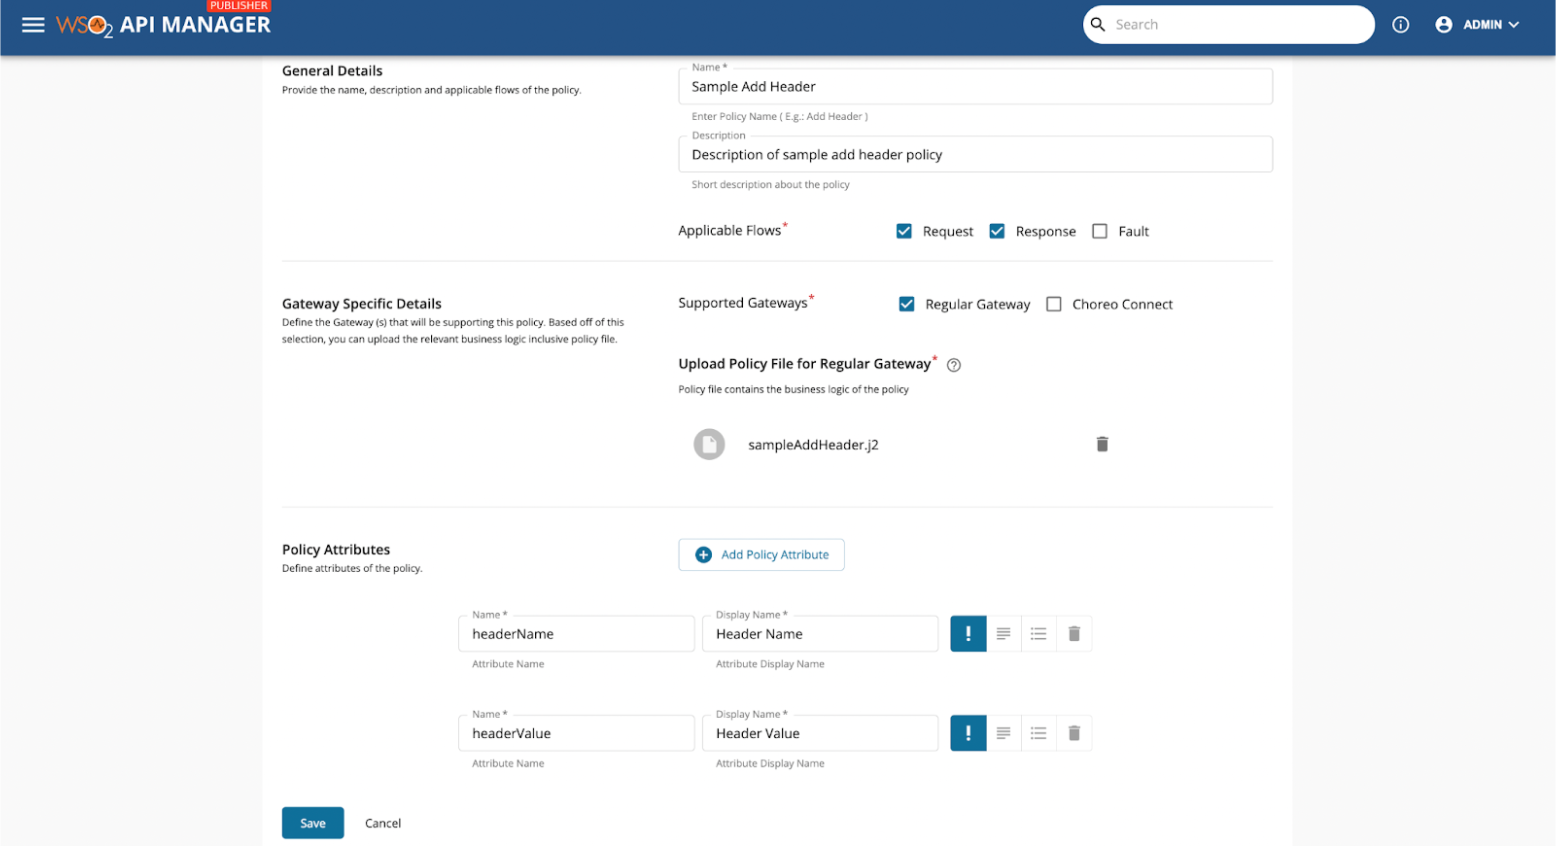 PUBLISHER
WSO2 API MANAGER
Search
ADMIN
General Details
Provide the name, description and applicable flows of the policy.
Name *
Sample Add Header
Enter Policy Name ( E.g.: Add Header )
Description
Description of sample add header policy
Short description about the policy
Applicable Flows*
Request
Response
Fault
Gateway Specific Details
Define the Gateway (s) that will be supporting this policy. Based off of this
selection, you can upload the relevant business logic inclusive policy file.
Supported Gateways*
Regular Gateway
Choreo Connect
Upload Policy File for Regular Gateway*
Policy file contains the business logic of the policy
sampleAddHeader.j2
Policy Attributes
Define attributes of the policy.
Add Policy Attribute
Name *
headerName
Attribute Name
Display Name *
Header Name
Attribute Display Name
Name *
headerValue
Attribute Name
Display Name *
Header Value
Attribute Display Name
Save
Cancel